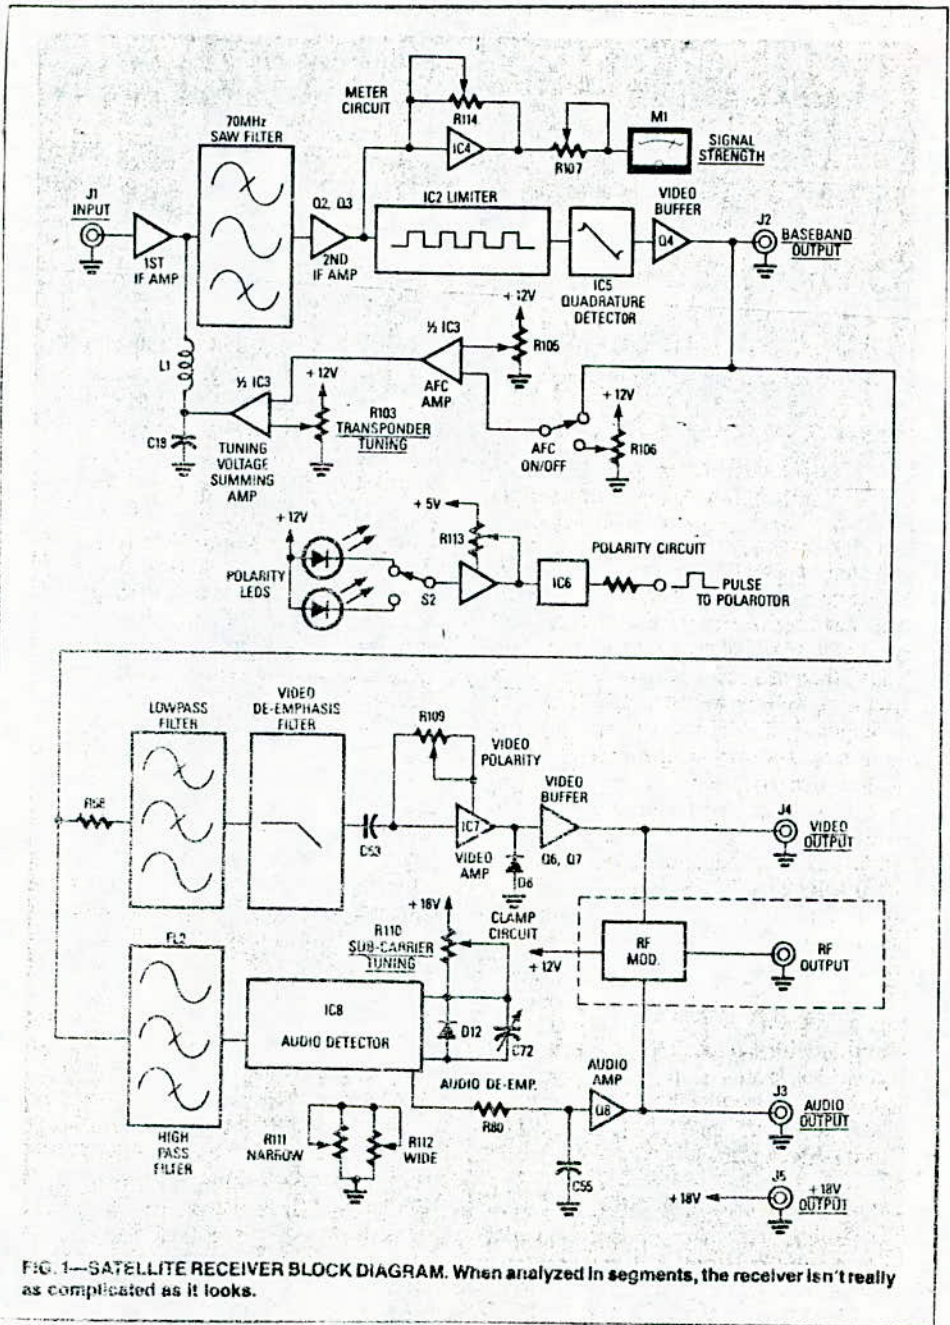 METER
CIRCUIT
R114
IC4
R107
M1
SIGNAL
STRENGTH
70MHz
SAW FILTER
J1
INPUT
1ST
IF AMP
Q2, Q3
2ND
IF AMP
IC2 LIMITER
IC5
QUADRATURE
DETECTOR
VIDEO
BUFFER
Q4
J2
BASEBAND
OUTPUT
+12V
R105
½ IC3
AFC
AMP
L1
C19
½ IC3
TUNING
VOLTAGE
SUMMING
AMP
+12V
R103
TRANSPONDER
TUNING
AFC
ON/OFF
+12V
R106
+12V
POLARITY
LEDS
S2
+5V
R113
IC6
POLARITY CIRCUIT
PULSE
TO POLAROTOR
LOWPASS
FILTER
VIDEO
DE-EMPHASIS
FILTER
R58
C53
R109
VIDEO
POLARITY
IC7
VIDEO
AMP
D6
CLAMP
CIRCUIT
VIDEO
BUFFER
Q6, Q7
J4
VIDEO
OUTPUT
RF
MOD.
+12V
RF
OUTPUT
FL2
HIGH
PASS
FILTER
IC8
AUDIO DETECTOR
+18V
R110
SUB-CARRIER
TUNING
D12
C72
AUDIO DE-EMP.
R80
C55
AUDIO
AMP
Q8
J3
AUDIO
OUTPUT
R111
NARROW
R112
WIDE
J5
+18V
+18V
OUTPUT
FIG. 1—SATELLITE RECEIVER BLOCK DIAGRAM. When analyzed in segments, the receiver isn't really
as complicated as it looks.